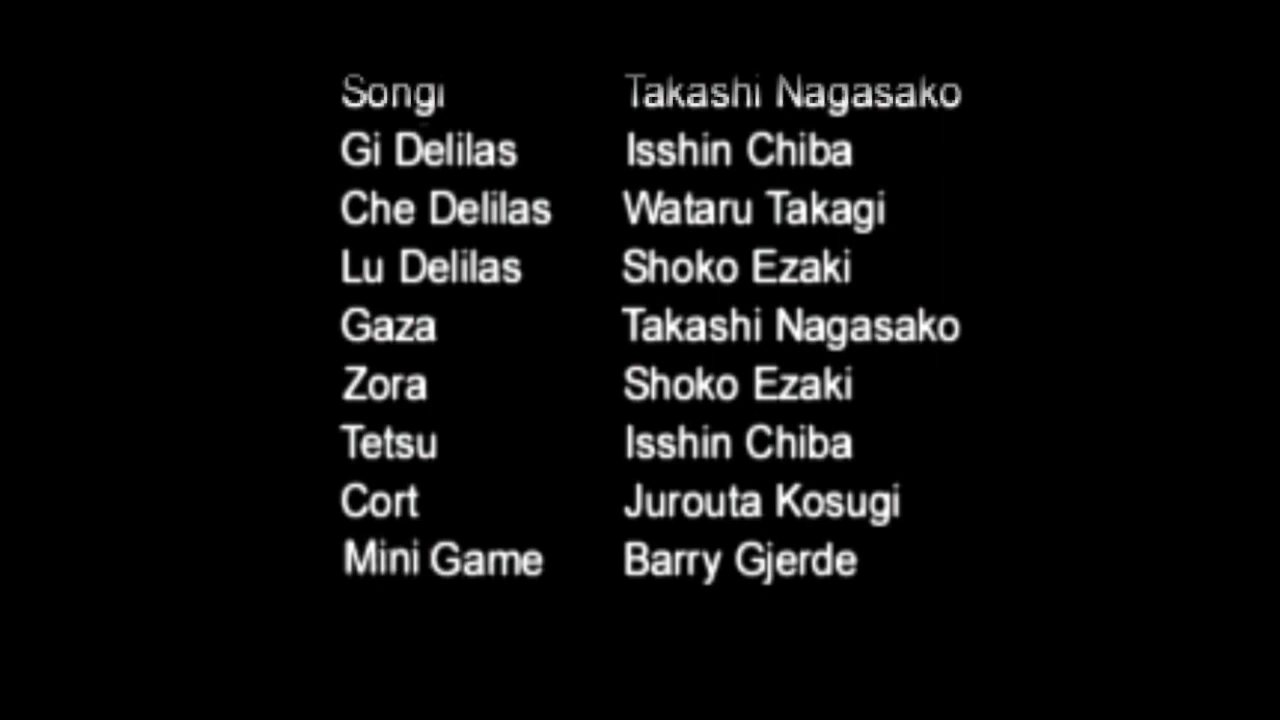 Songi Takashi Nagasako
Gi Delilas Isshin Chiba
Che Delilas Wataru Takagi
Lu Delilas Shoko Ezaki
Gaza Takashi Nagasako
Zora Shoko Ezaki
Tetsu Isshin Chiba
Cort Jurouta Kosugi
Mini Game Barry Gjerde